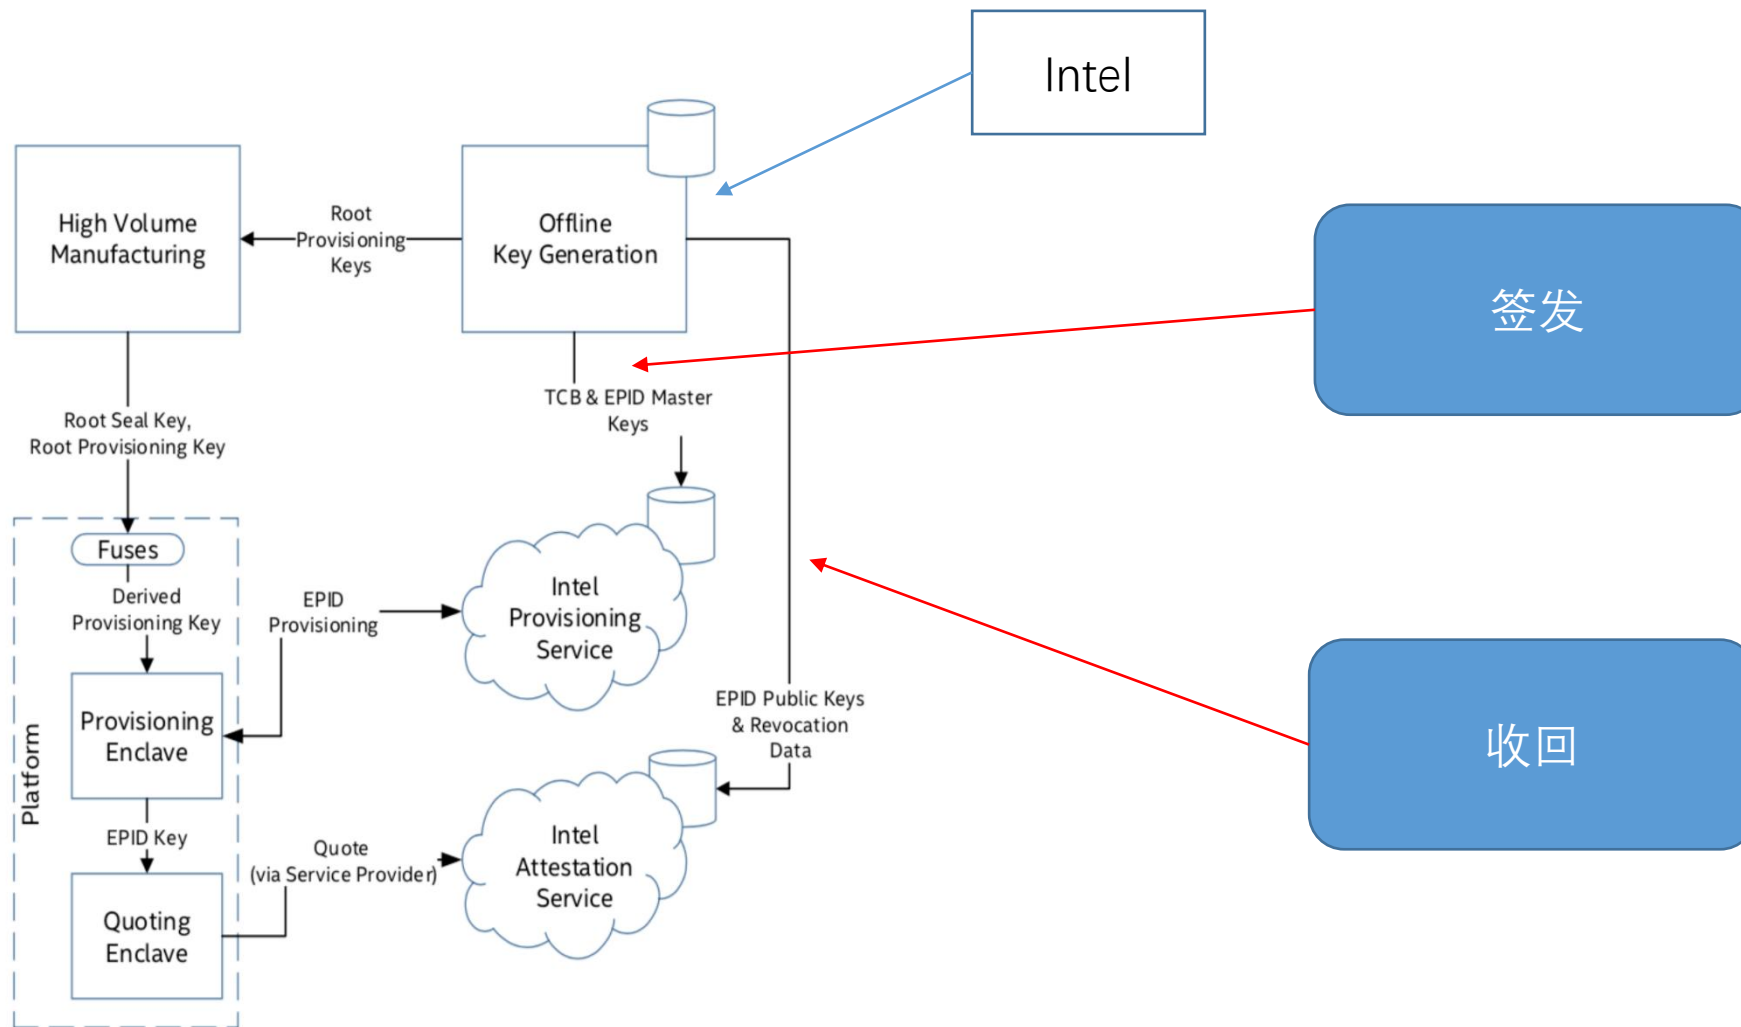 Intel
High Volume
Manufacturing
Root
Provisioning
Keys
Offline
Key Generation
签发
TCB & EPID Master
Keys
Root Seal Key,
Root Provisioning Key
Fuses
Derived
Provisioning Key
EPID
Provisioning
Intel
Provisioning
Service
Provisioning
Enclave
EPID Public Keys
& Revocation
Data
收回
Platform
EPID Key
Quote
(via Service Provider)
Intel
Attestation
Service
Quoting
Enclave